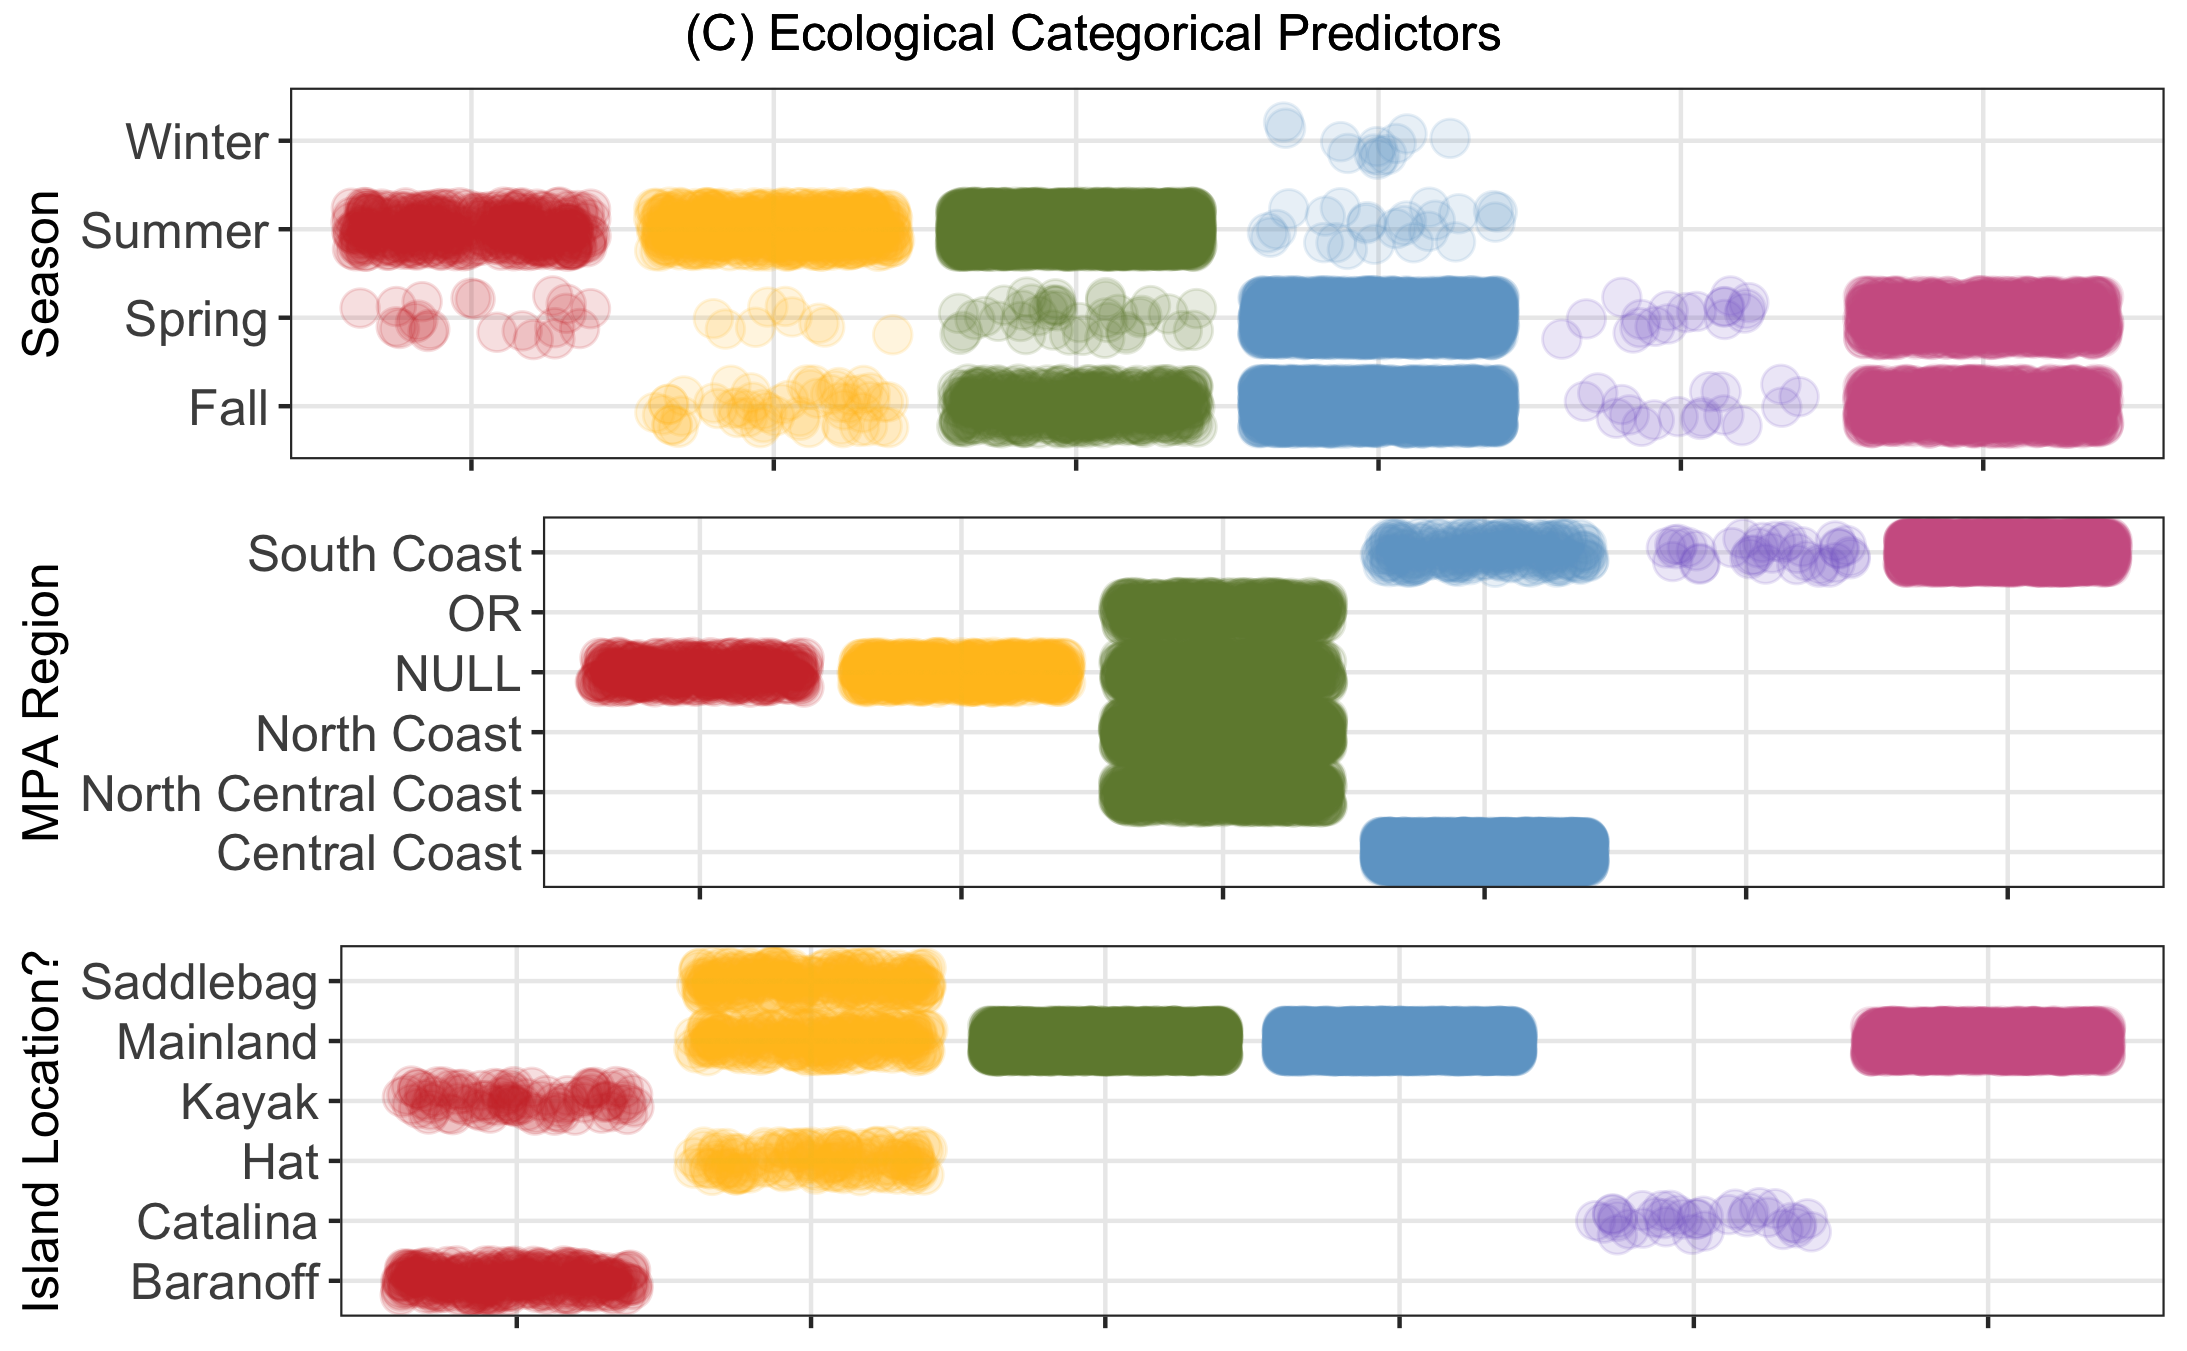 (C) Ecological Categorical Predictors
Season
Winter
Summer
Spring
Fall
MPA Region
South Coast
OR
NULL
North Coast
North Central Coast
Central Coast
Island Location?
Saddlebag
Mainland
Kayak
Hat
Catalina
Baranoff